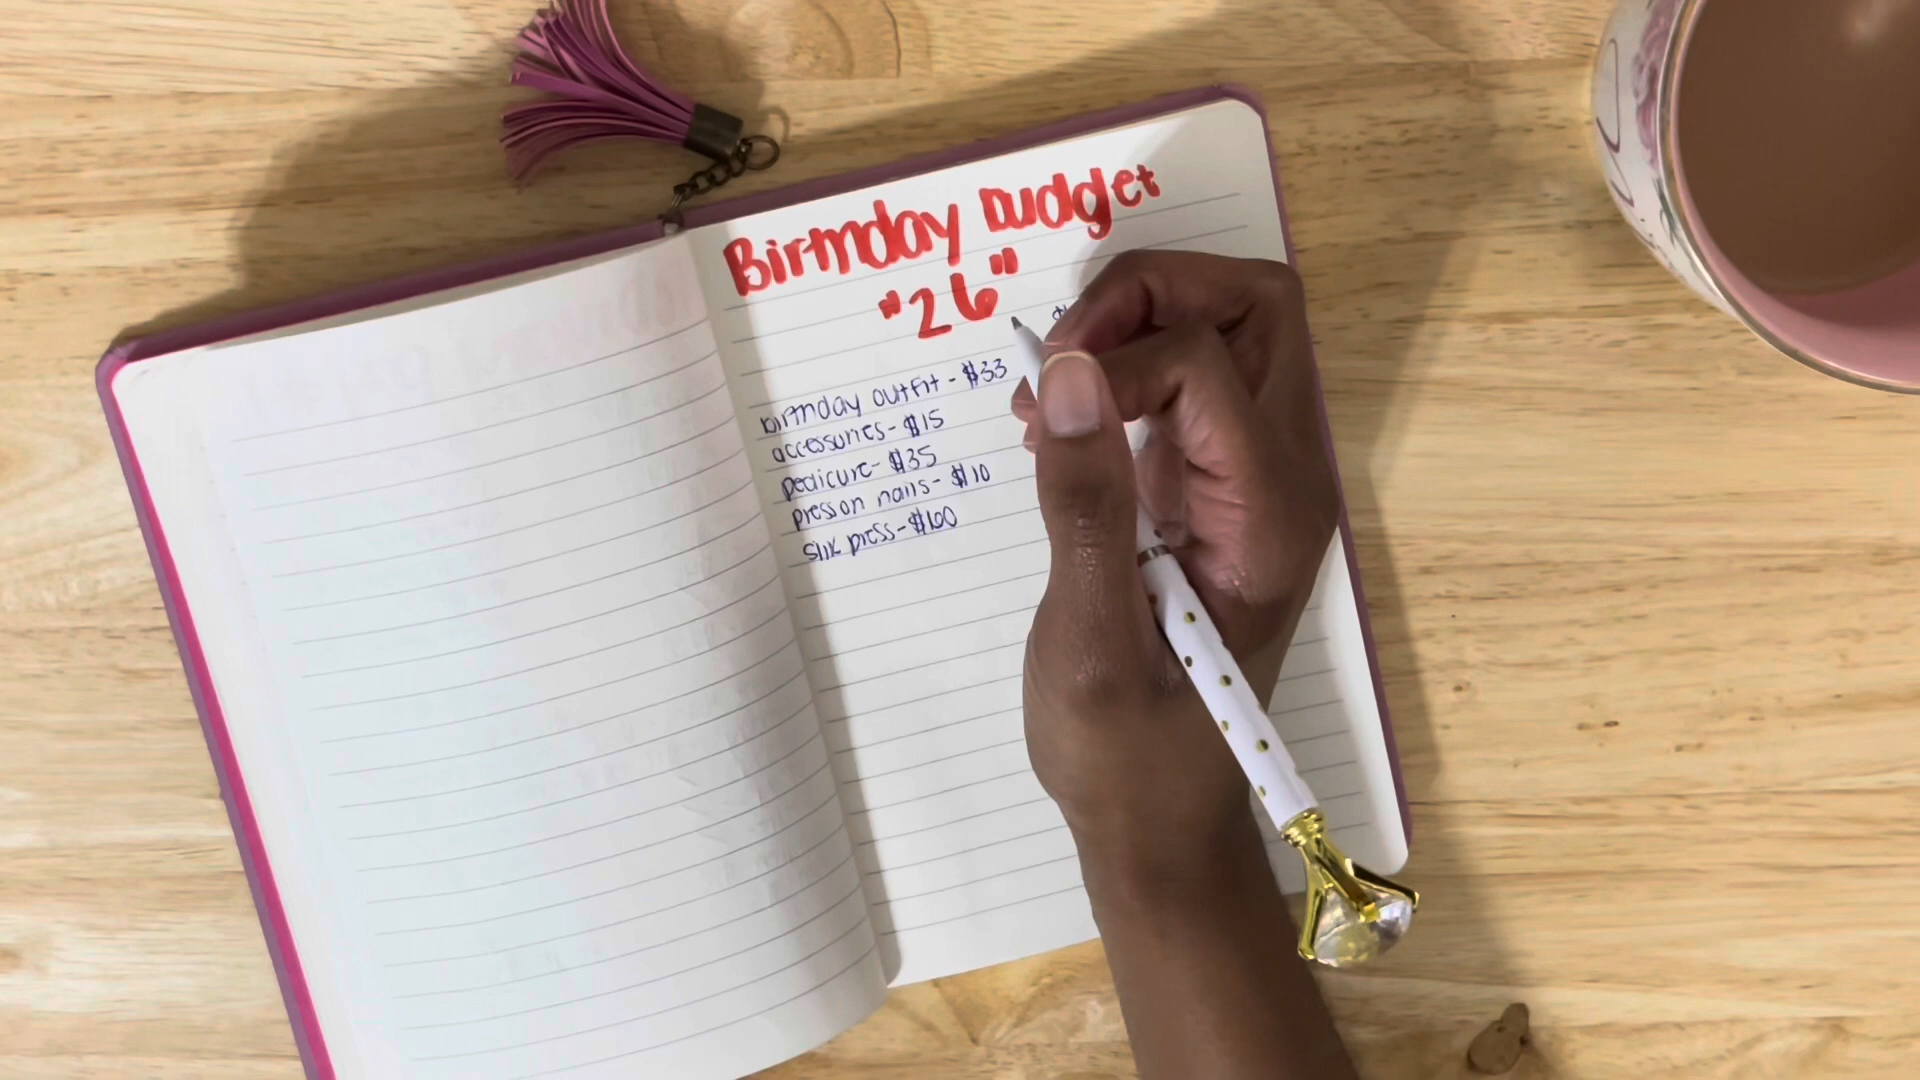 Birthday Budget
"26"
birthday outfit - $33
accessories - $15
pedicure - $35
press on nails - $10
silk press - $100